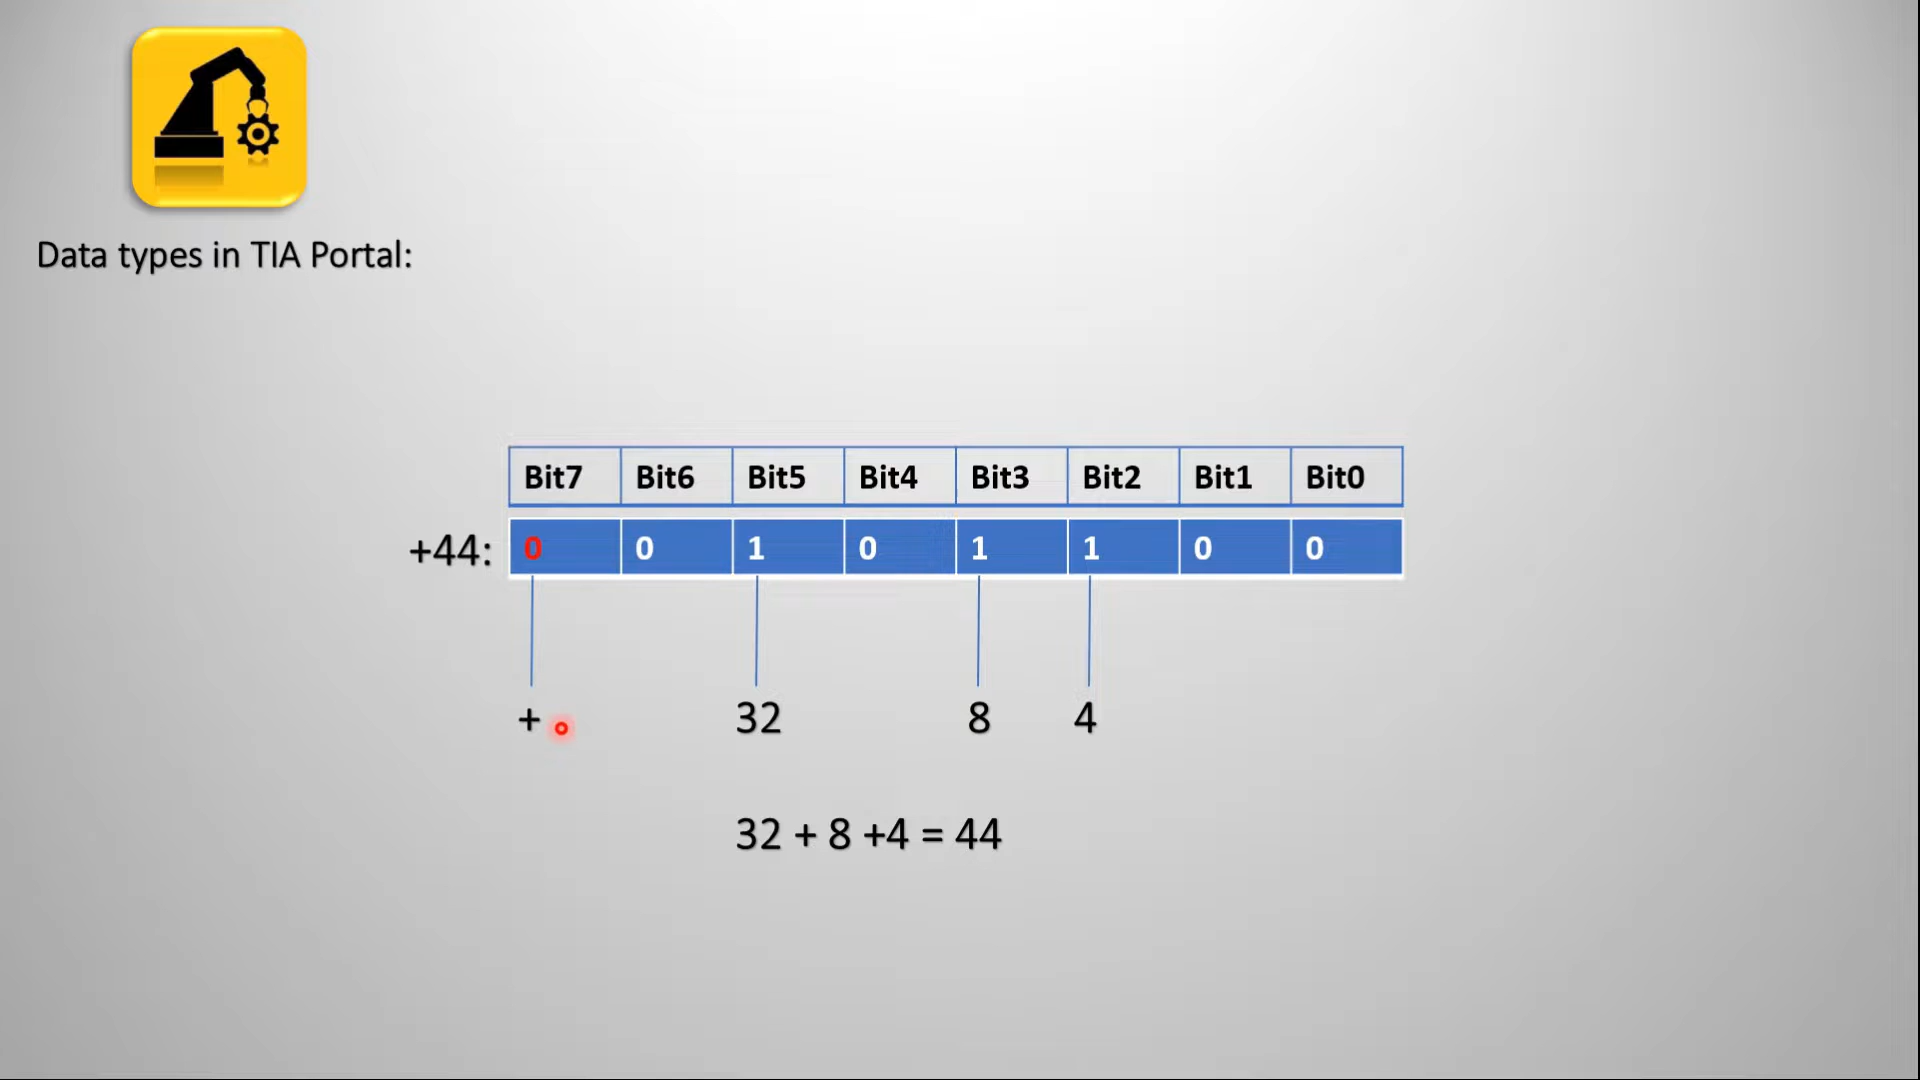 Data types in TIA Portal:
Bit7 Bit6 Bit5 Bit4 Bit3 Bit2 Bit1 Bit0
+44: 0 0 1 0 1 1 0 0
+ 32 8 4
32 + 8 +4 = 44